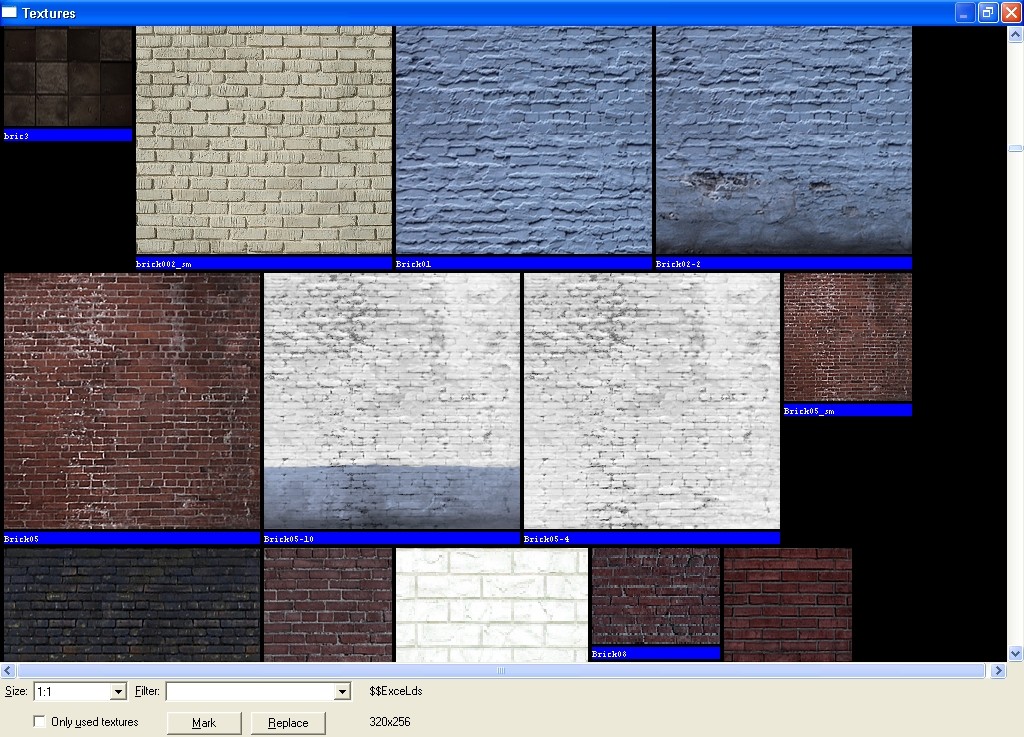 Textures
bric3
brick002_sm
Brick01
Brick02-2
Brick05
Brick05-10
Brick05-4
Brick05_sm
Brick08
Size: 1:1 Filter: $$ExceLds
Only used textures Mark Replace 320x256